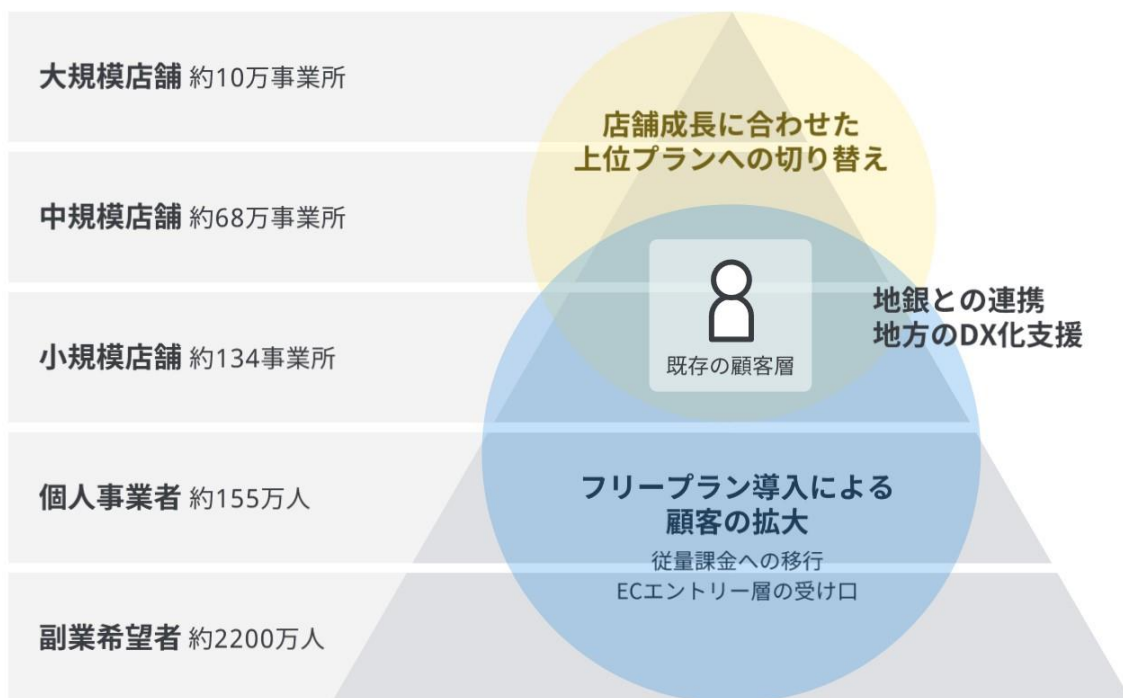 大規模店舗 約10万事業所
店舗成長に合わせた
上位プランへの切り替え
中規模店舗 約68万事業所
地銀との連携
地方のDX化支援
小規模店舗 約134事業所
既存の顧客層
個人事業者 約155万人
フリープラン導入による
顧客の拡大
従量課金への移行
ECエントリー層の受け口
副業希望者 約2200万人